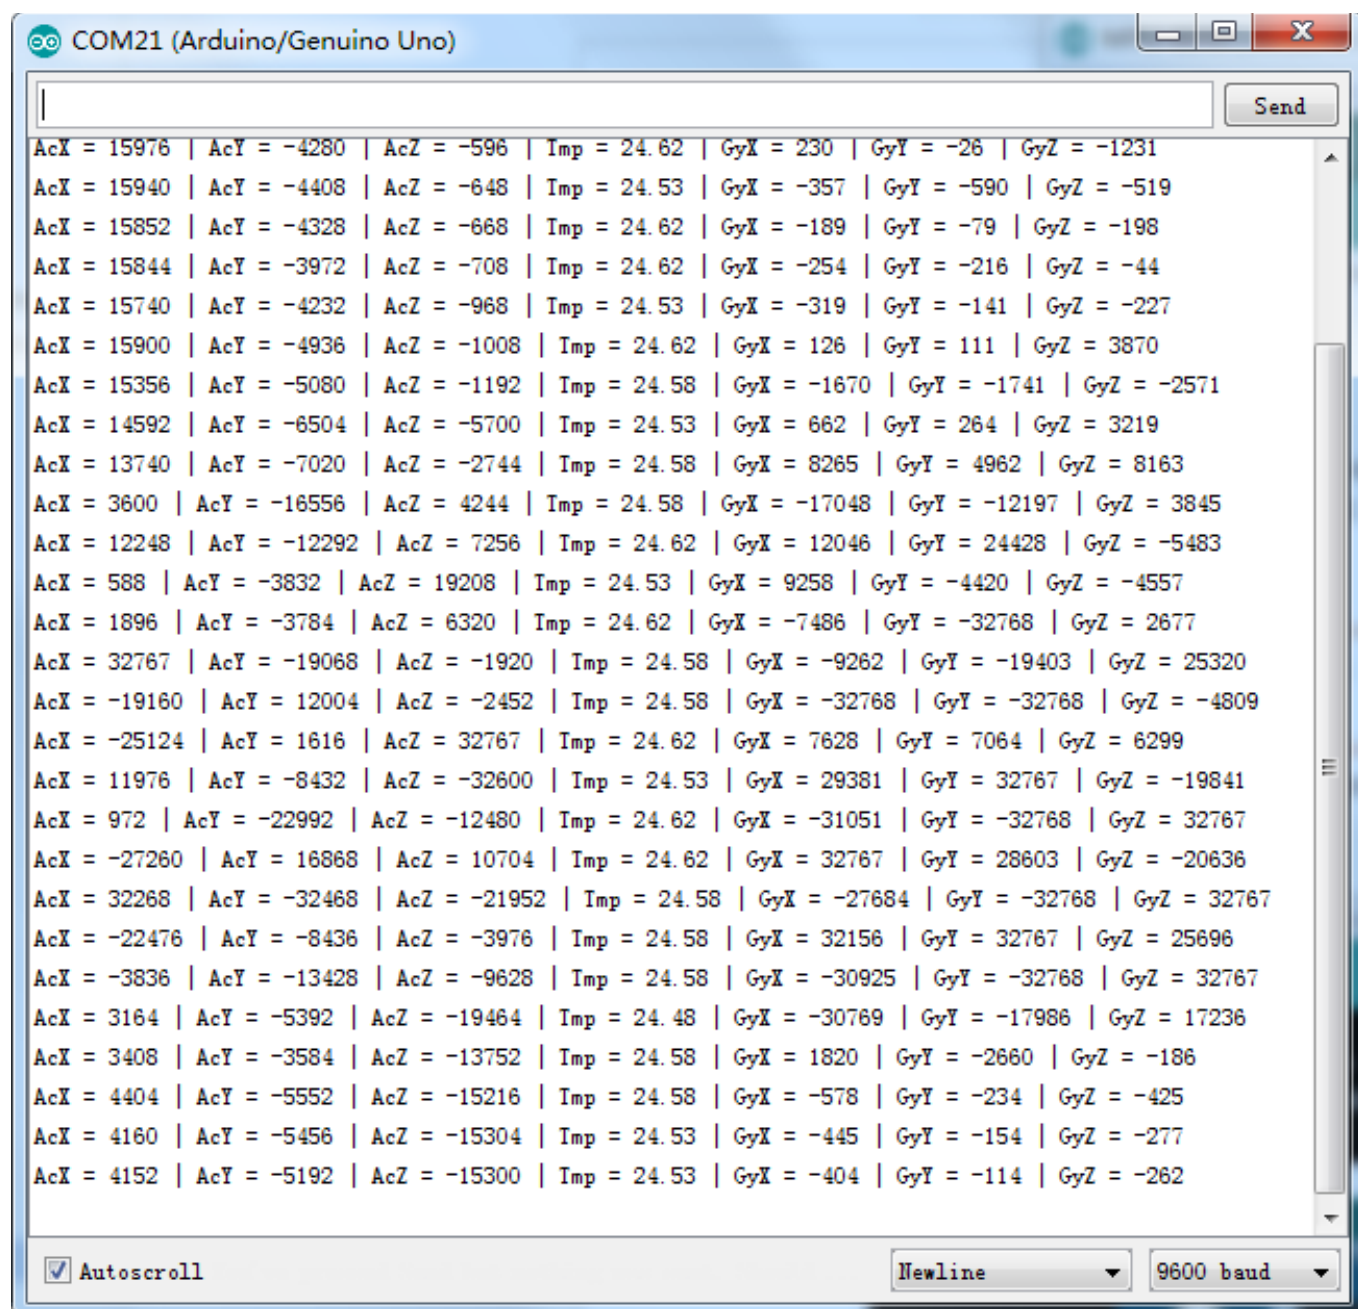 COM21 (Arduino/Genuino Uno)
Send
AcX = 15976 | AcY = -4280 | AcZ = -596 | Tmp = 24.62 | GyX = 230 | GyY = -26 | GyZ = -1231
AcX = 15940 | AcY = -4408 | AcZ = -648 | Tmp = 24.53 | GyX = -357 | GyY = -590 | GyZ = -519
AcX = 15852 | AcY = -4328 | AcZ = -668 | Tmp = 24.62 | GyX = -189 | GyY = -79 | GyZ = -198
AcX = 15844 | AcY = -3972 | AcZ = -708 | Tmp = 24.62 | GyX = -254 | GyY = -216 | GyZ = -44
AcX = 15740 | AcY = -4232 | AcZ = -968 | Tmp = 24.53 | GyX = -319 | GyY = -141 | GyZ = -227
AcX = 15900 | AcY = -4936 | AcZ = -1008 | Tmp = 24.62 | GyX = 126 | GyY = 111 | GyZ = 3870
AcX = 15356 | AcY = -5080 | AcZ = -1192 | Tmp = 24.58 | GyX = -1670 | GyY = -1741 | GyZ = -2571
AcX = 14592 | AcY = -6504 | AcZ = -5700 | Tmp = 24.53 | GyX = 662 | GyY = 264 | GyZ = 3219
AcX = 13740 | AcY = -7020 | AcZ = -2744 | Tmp = 24.58 | GyX = 8265 | GyY = 4962 | GyZ = 8163
AcX = 3600 | AcY = -16556 | AcZ = 4244 | Tmp = 24.58 | GyX = -17048 | GyY = -12197 | GyZ = 3845
AcX = 12248 | AcY = -12292 | AcZ = 7256 | Tmp = 24.62 | GyX = 12046 | GyY = 24428 | GyZ = -5483
AcX = 588 | AcY = -3832 | AcZ = 19208 | Tmp = 24.53 | GyX = 9258 | GyY = -4420 | GyZ = -4557
AcX = 1896 | AcY = -3784 | AcZ = 6320 | Tmp = 24.62 | GyX = -7486 | GyY = -32768 | GyZ = 2677
AcX = 32767 | AcY = -19068 | AcZ = -1920 | Tmp = 24.58 | GyX = -9262 | GyY = -19403 | GyZ = 25320
AcX = -19160 | AcY = 12004 | AcZ = -2452 | Tmp = 24.58 | GyX = -32768 | GyY = -32768 | GyZ = -4809
AcX = -25124 | AcY = 1616 | AcZ = 32767 | Tmp = 24.62 | GyX = 7628 | GyY = 7064 | GyZ = 6299
AcX = 11976 | AcY = -8432 | AcZ = -32600 | Tmp = 24.53 | GyX = 29381 | GyY = 32767 | GyZ = -19841
AcX = 972 | AcY = -22992 | AcZ = -12480 | Tmp = 24.62 | GyX = -31051 | GyY = -32768 | GyZ = 32767
AcX = -27260 | AcY = 16868 | AcZ = 10704 | Tmp = 24.62 | GyX = 32767 | GyY = 28603 | GyZ = -20636
AcX = 32268 | AcY = -32468 | AcZ = -21952 | Tmp = 24.58 | GyX = -27684 | GyY = -32768 | GyZ = 32767
AcX = -22476 | AcY = -8436 | AcZ = -3976 | Tmp = 24.58 | GyX = 32156 | GyY = 32767 | GyZ = 25696
AcX = -3836 | AcY = -13428 | AcZ = -9628 | Tmp = 24.58 | GyX = -30925 | GyY = -32768 | GyZ = 32767
AcX = 3164 | AcY = -5392 | AcZ = -19464 | Tmp = 24.48 | GyX = -30769 | GyY = -17986 | GyZ = 17236
AcX = 3408 | AcY = -3584 | AcZ = -13752 | Tmp = 24.58 | GyX = 1820 | GyY = -2660 | GyZ = -186
AcX = 4404 | AcY = -5552 | AcZ = -15216 | Tmp = 24.58 | GyX = -578 | GyY = -234 | GyZ = -425
AcX = 4160 | AcY = -5456 | AcZ = -15304 | Tmp = 24.53 | GyX = -445 | GyY = -154 | GyZ = -277
AcX = 4152 | AcY = -5192 | AcZ = -15300 | Tmp = 24.53 | GyX = -404 | GyY = -114 | GyZ = -262
Autoscroll
Newline
9600 baud